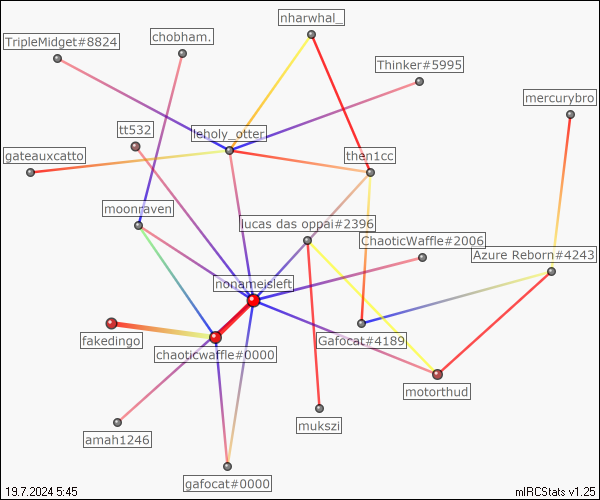 nharwhal_
chobham.
TripleMidget#8824
Thinker#5995
mercurybro
tt532
leholy_otter
gateauxcatto
then1cc
moonraven
lucas das oppai#2396
ChaoticWaffle#2006
Azure Reborn#4243
nonameisleft
fakedingo
Gafocat#4189
chaoticwaffle#0000
motorthud
mukszi
amah1246
gafocat#0000
19.7.2024 5:45
mIRCStats v1.25